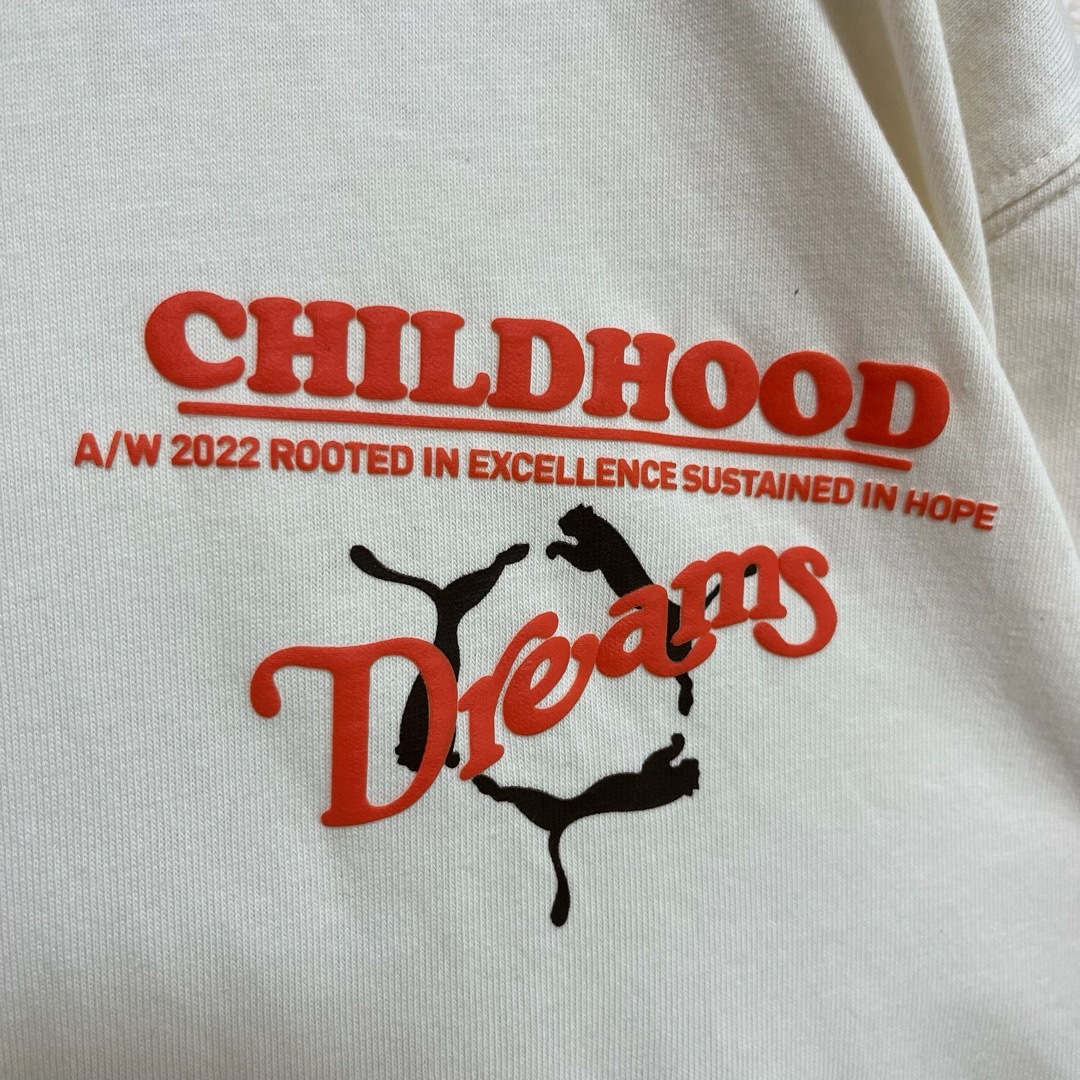 CHILDHOOD
A/W 2022 ROOTED IN EXCELLENCE SUSTAINED IN HOPE
Dreams